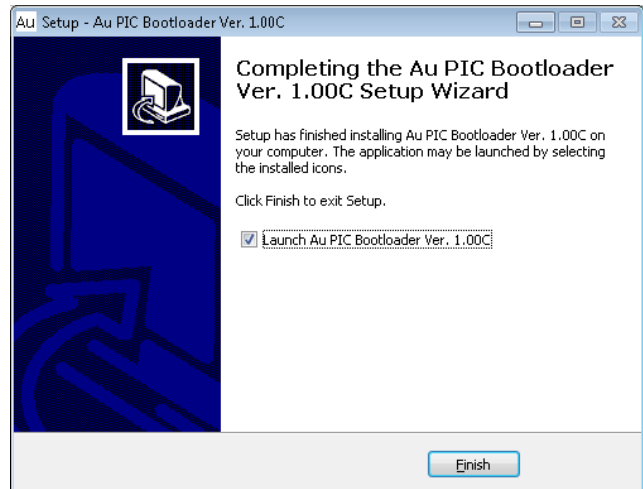 Au Setup - Au PIC Bootloader Ver. 1.00C
Completing the Au PIC Bootloader
Ver. 1.00C Setup Wizard
Setup has finished installing Au PIC Bootloader Ver. 1.00C on
your computer. The application may be launched by selecting
the installed icons.
Click Finish to exit Setup.
Launch Au PIC Bootloader Ver. 1.00C
Finish